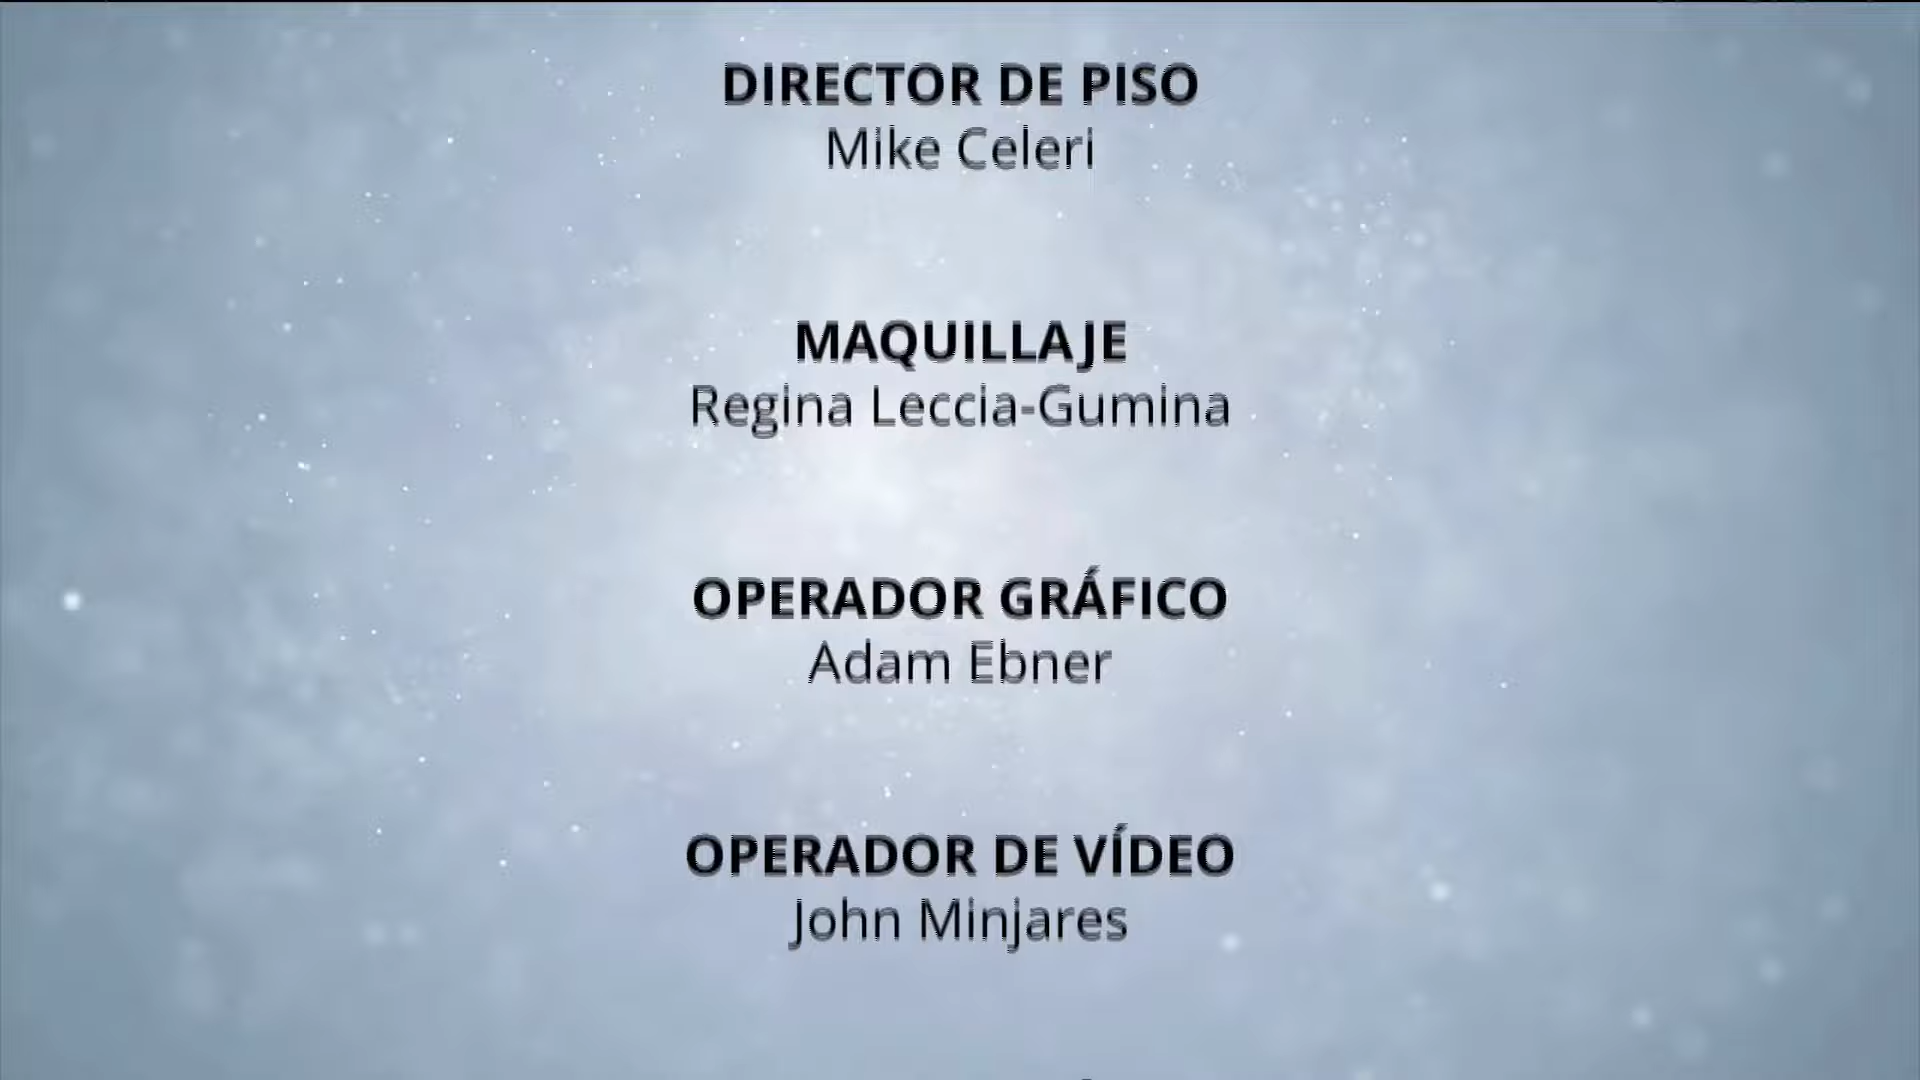 DIRECTOR DE PISO
Mike Celeri
MAQUILLAJE
Regina Leccia-Gumina
OPERADOR GRÁFICO
Adam Ebner
OPERADOR DE VÍDEO
John Minjares